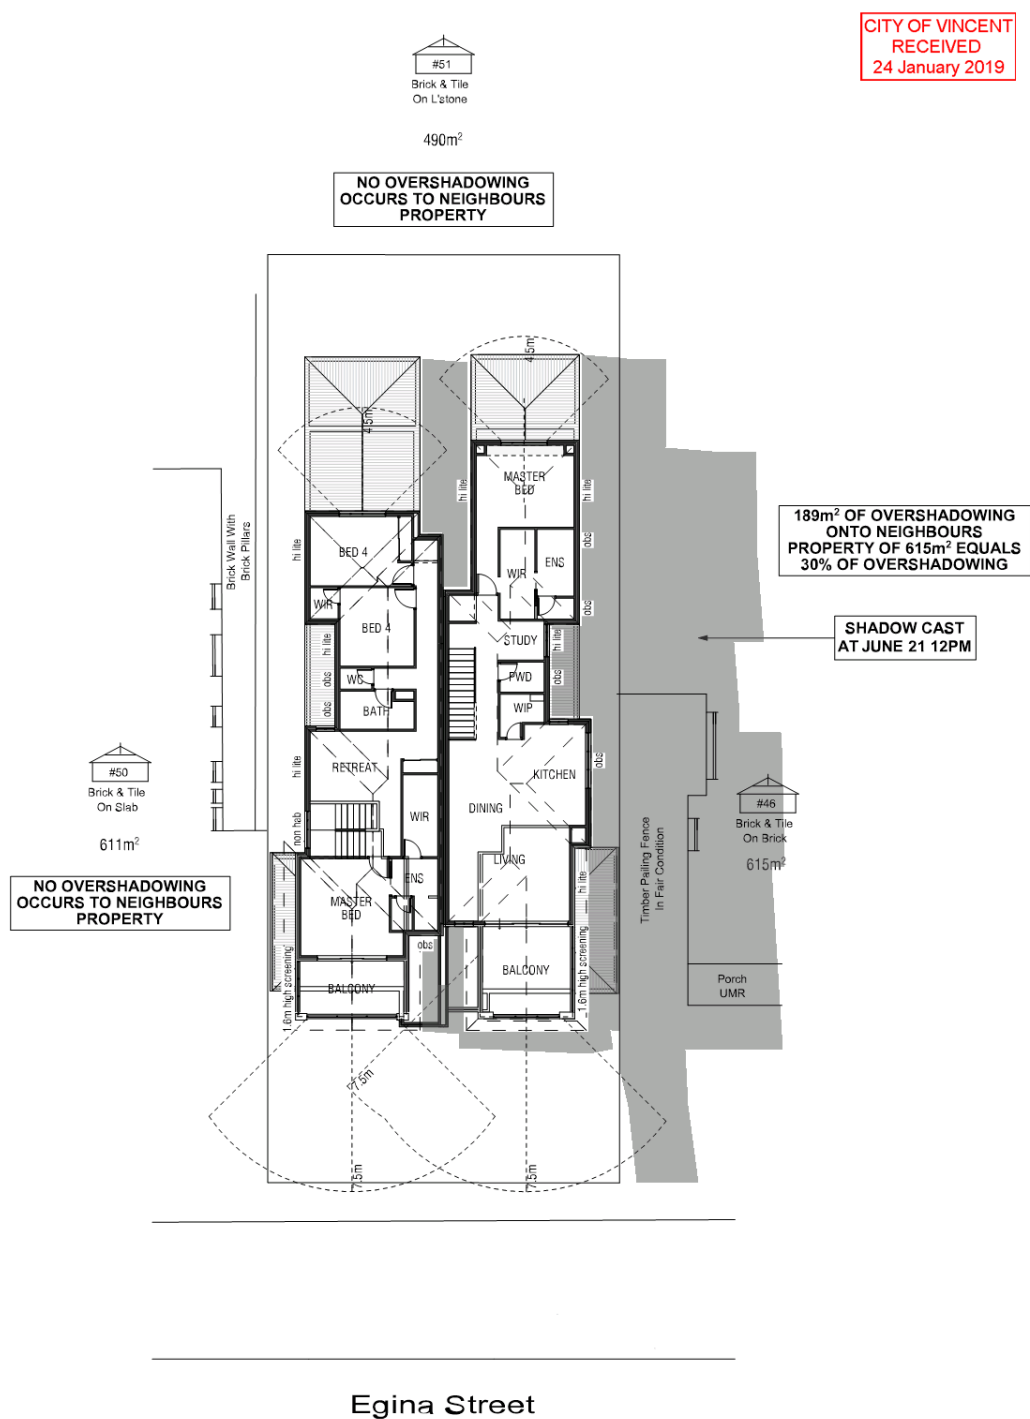 CITY OF VINCENT
RECEIVED
24 January 2019
#51
Brick & Tile
On L'stone
490m²
NO OVERSHADOWING
OCCURS TO NEIGHBOURS
PROPERTY
4.5m
4.5m
MASTER
BED
hi lite
hi lite
Brick Wall With
Brick Pillars
189m² OF OVERSHADOWING
ONTO NEIGHBOURS
PROPERTY OF 615m² EQUALS
30% OF OVERSHADOWING
hi lite
BED 4
obs
WIR
ENS
WIR
BED 4
obs
SHADOW CAST
AT JUNE 21 12PM
hi lite
STUDY
hi lite
obs
WC
PWD
obs
obs
BATH
WIP
hi lite
RETREAT
KITCHEN
obs
#50
Brick & Tile
On Slab
611m²
DINING
WIR
non hab
#46
Brick & Tile
On Brick
615m²
Timber Pailing Fence
In Fair Condition
LIVING
ENS
hi lite
NO OVERSHADOWING
OCCURS TO NEIGHBOURS
PROPERTY
MASTER
BED
obs
1.6m high screening
BALCONY
BALCONY
1.6m high screening
Porch
UMR
7.5m
7.5m
7.5m
Egina Street